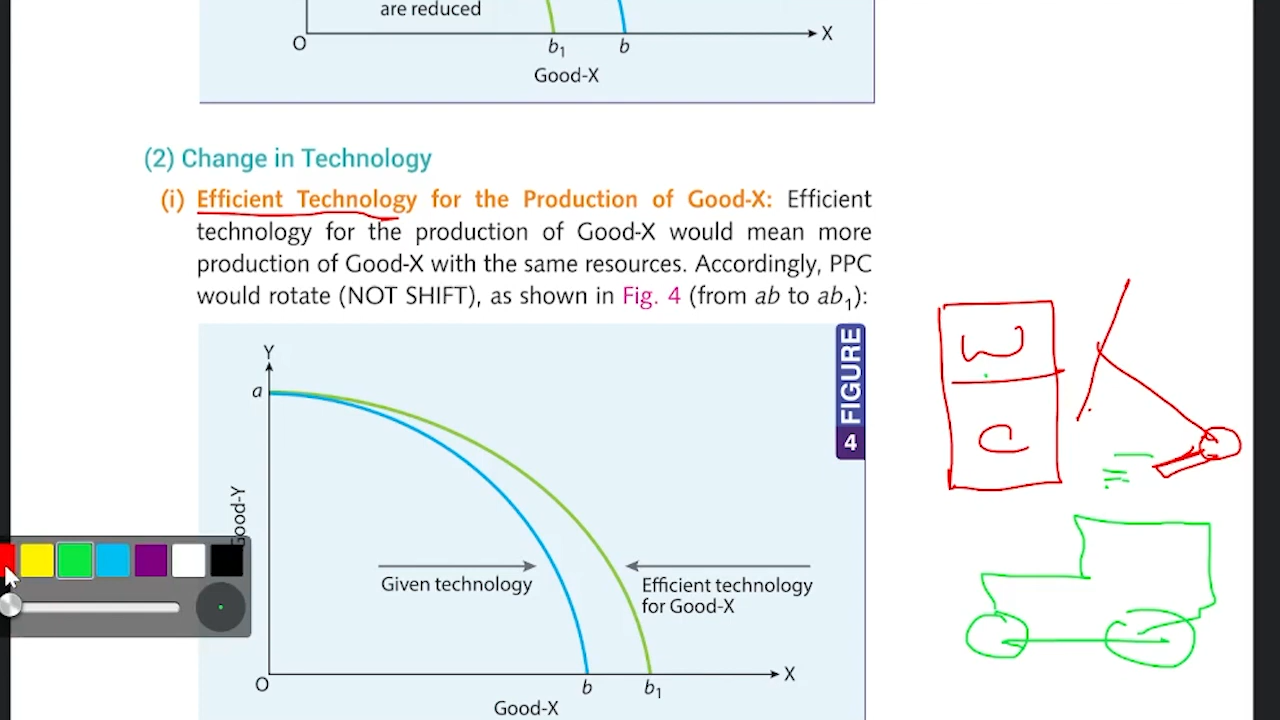 are reduced
O
b1
b
X
Good-X
(2) Change in Technology
(i) Efficient Technology for the Production of Good-X: Efficient
technology for the production of Good-X would mean more
production of Good-X with the same resources. Accordingly, PPC
would rotate (NOT SHIFT), as shown in Fig. 4 (from ab to ab1):
FIGURE
4
Y
a
Good-Y
W
C
Given technology
Efficient technology
for Good-X
O
b
b1
X
Good-X